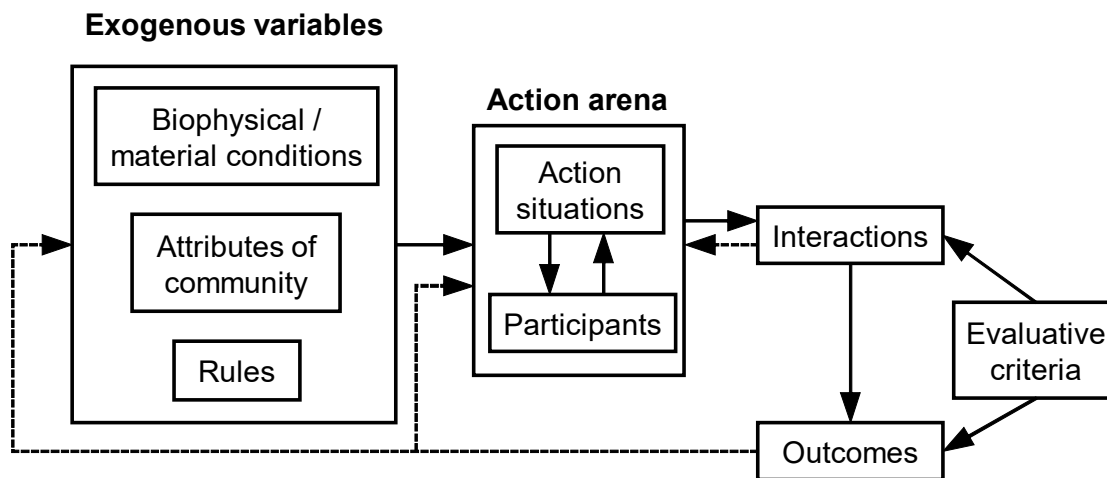 Exogenous variables
Biophysical /
material conditions
Attributes of
community
Rules
Action arena
Action
situations
Participants
Interactions
Outcomes
Evaluative
criteria